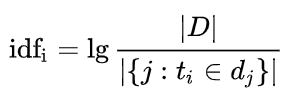 idfᵢ = lg |D| / |{j : tᵢ ∈ dⱼ}|